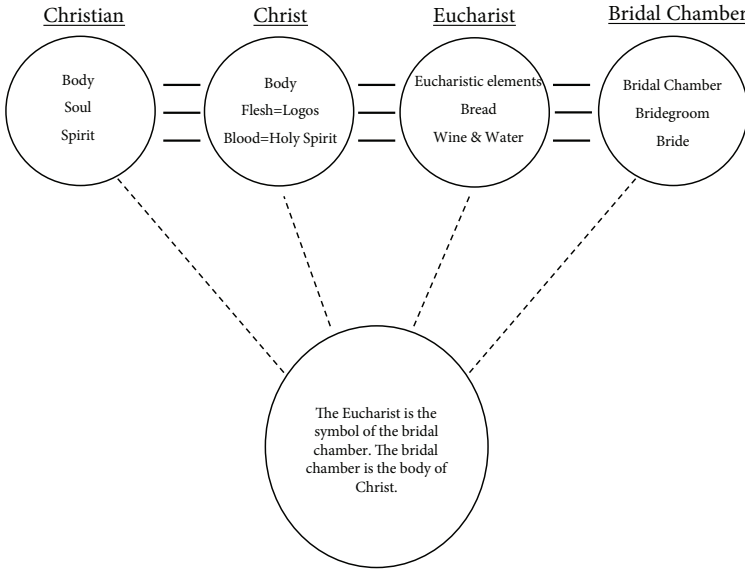 Christian
Christ
Eucharist
Bridal Chamber
Body
Soul
Spirit
Body
Flesh=Logos
Blood=Holy Spirit
Eucharistic elements
Bread
Wine & Water
Bridal Chamber
Bridegroom
Bride
The Eucharist is the
symbol of the bridal
chamber. The bridal
chamber is the body of
Christ.